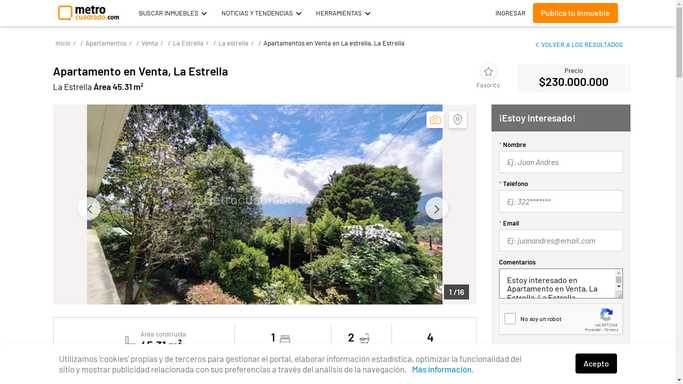 metro
cuadrado.com
BUSCAR INMUEBLES
NOTICIAS Y TENDENCIAS
HERRAMIENTAS
INGRESAR
Publica tu inmueble
Inicio / / Apartamentos / / Venta / / La Estrella / / La estrella / / Apartamentos en Venta en La estrella, La Estrella
VOLVER A LOS RESULTADOS
Apartamento en Venta, La Estrella
La Estrella Área 45.31 m²
Favorito
Precio
$230.000.000
metrocuadrado.com
1 /16
¡Estoy Interesado!
* Nombre
Ej: Juan Andres
* Telefono
Ej: 322*******
* Email
Ej: juanandres@email.com
Comentarios
Estoy interesado en
Apartamento en Venta, La
Estrella, La Estrella
No soy un robot
reCAPTCHA
Privacidad - Términos
Área construida
45.31 m²
1
2
4
Utilizamos 'cookies' propias y de terceros para gestionar el portal, elaborar información estadística, optimizar la funcionalidad del
sitio y mostrar publicidad relacionada con sus preferencias a través del análisis de la navegación. Más información.
Acepto